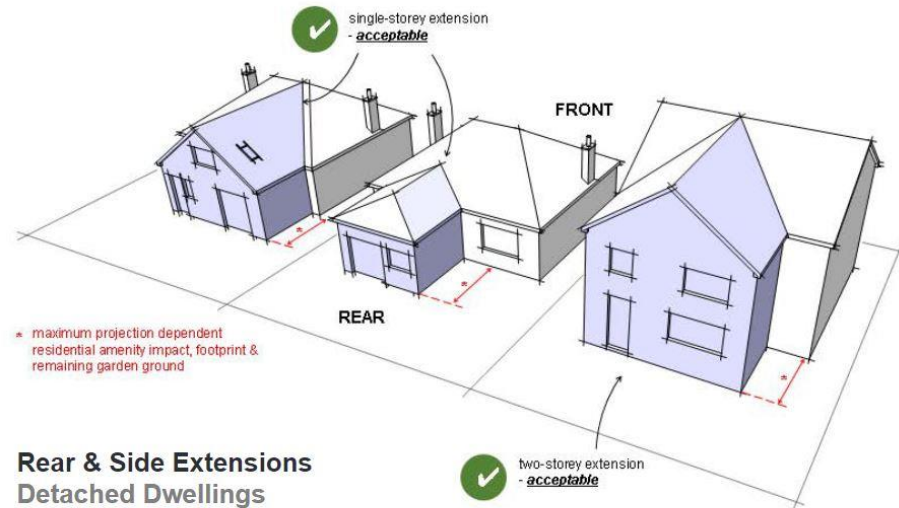 single-storey extension
- acceptable
FRONT
*
*
*
REAR
* maximum projection dependent
residential amenity impact, footprint &
remaining garden ground
Rear & Side Extensions
Detached Dwellings
two-storey extension
- acceptable